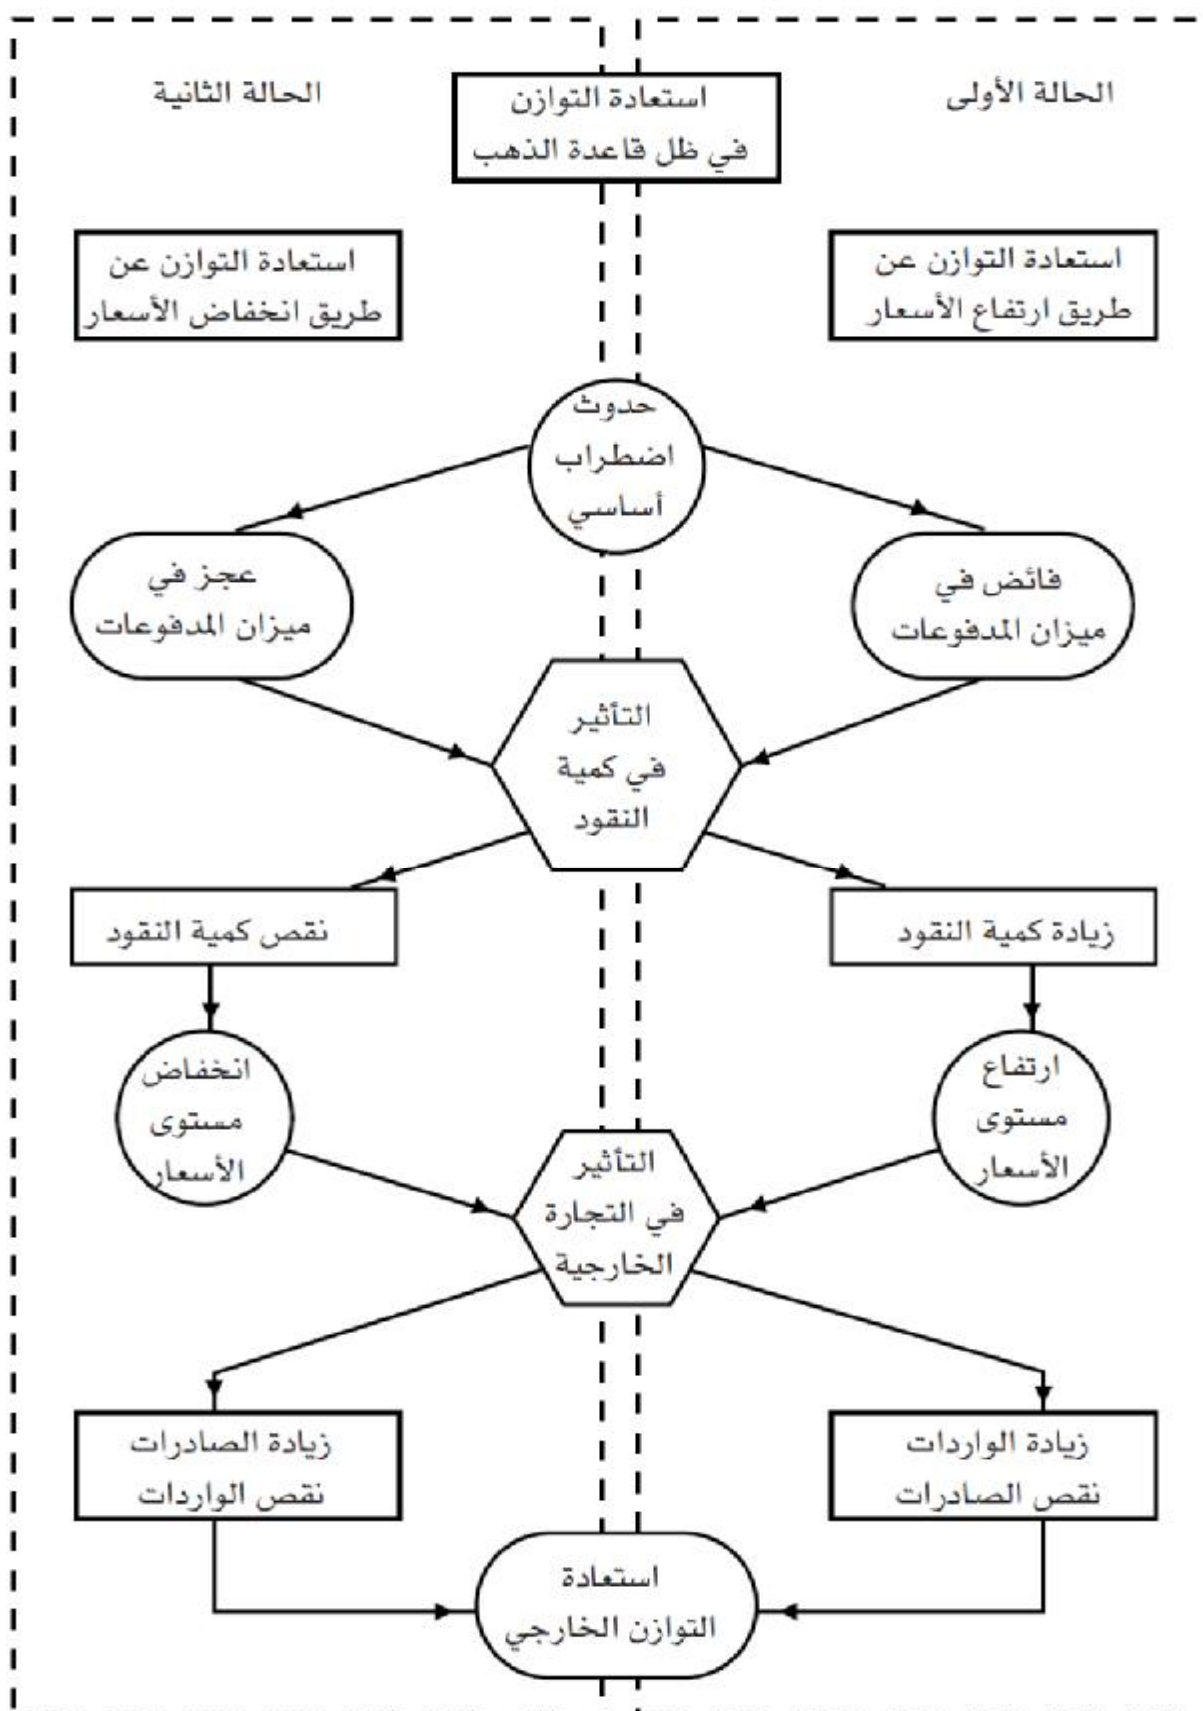 الحالة الأولى
استعادة التوازن
في ظل قاعدة الذهب
الحالة الثانية
استعادة التوازن عن
طريق ارتفاع الأسعار
استعادة التوازن عن
طريق انخفاض الأسعار
حدوث
اضطراب
أساسي
فائض في
ميزان المدفوعات
عجز في
ميزان المدفوعات
التأثير
في كمية
النقود
زيادة كمية النقود
نقص كمية النقود
ارتفاع
مستوى
الأسعار
انخفاض
مستوى
الأسعار
التأثير
في التجارة
الخارجية
زيادة الواردات
نقص الصادرات
زيادة الصادرات
نقص الواردات
استعادة
التوازن الخارجي